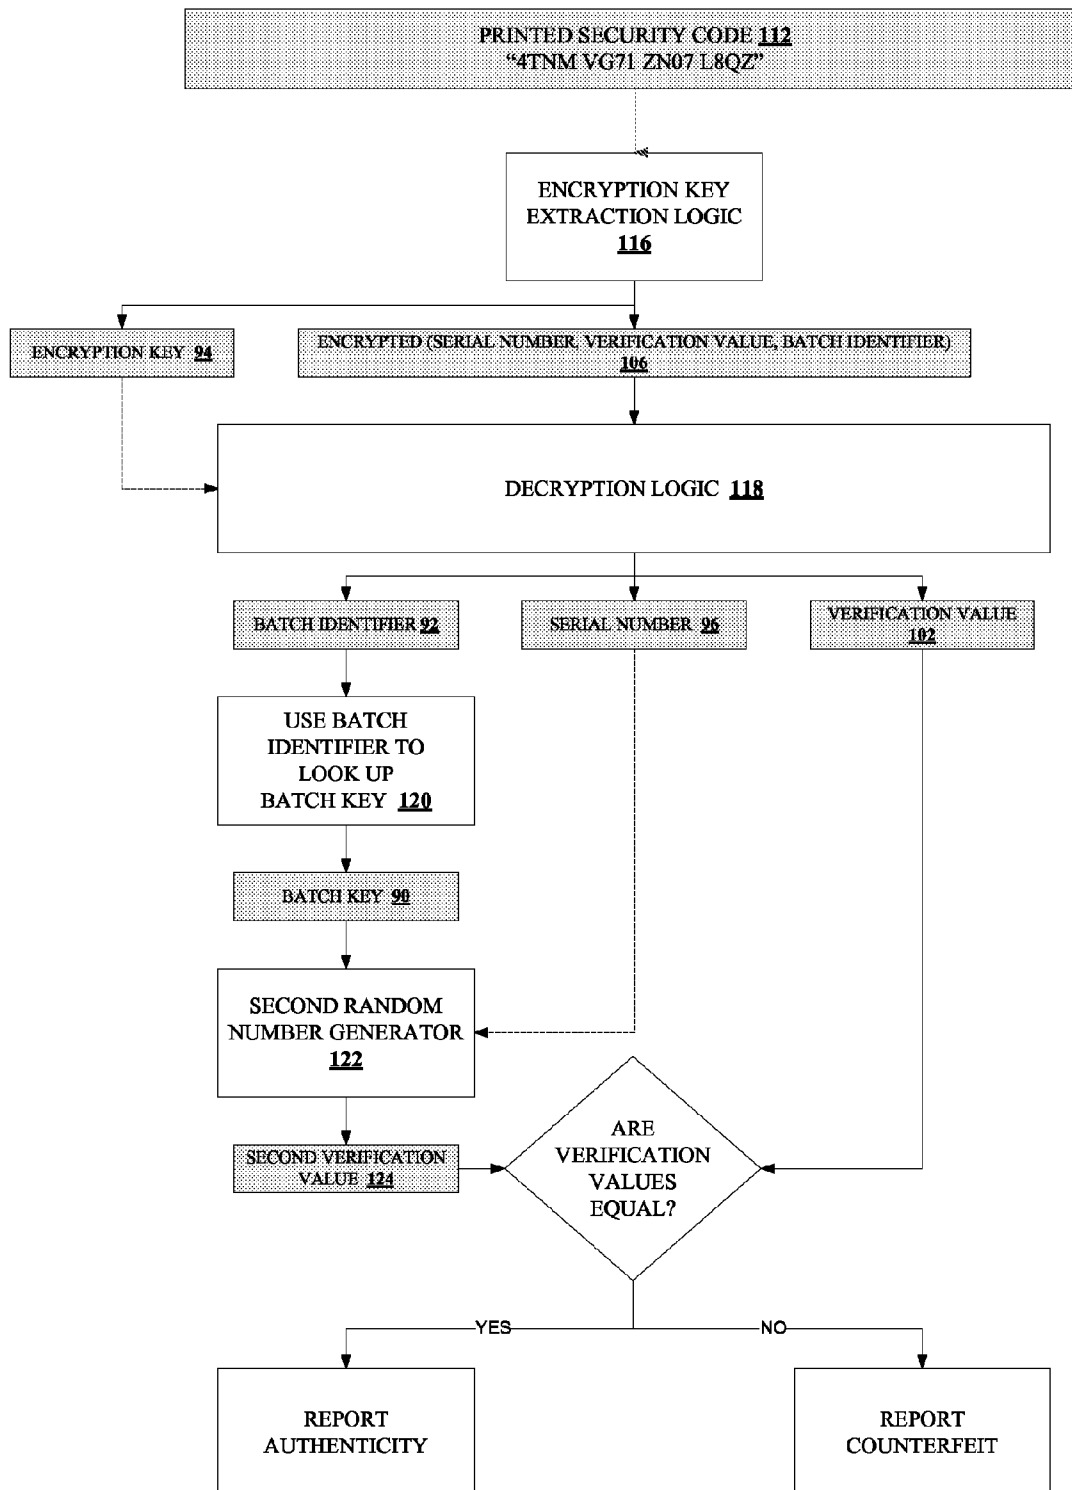 PRINTED SECURITY CODE 112
“4TNM VG71 ZN07 L8QZ”
ENCRYPTION KEY
EXTRACTION LOGIC
116
ENCRYPTION KEY 94
ENCRYPTED (SERIAL NUMBER, VERIFICATION VALUE, BATCH IDENTIFIER)
106
DECRYPTION LOGIC 118
BATCH IDENTIFIER 92
SERIAL NUMBER 96
VERIFICATION VALUE
102
USE BATCH
IDENTIFIER TO
LOOK UP
BATCH KEY 120
BATCH KEY 90
SECOND RANDOM
NUMBER GENERATOR
122
SECOND VERIFICATION
VALUE 124
ARE
VERIFICATION
VALUES
EQUAL?
YES
NO
REPORT
AUTHENTICITY
REPORT
COUNTERFEIT